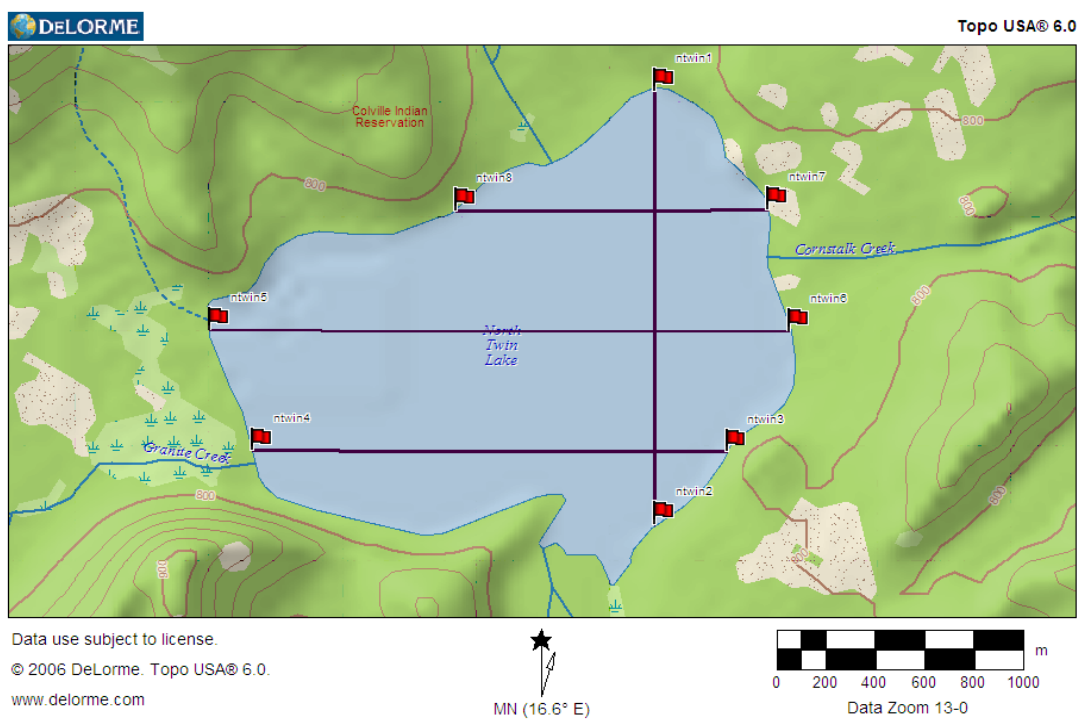 DELORME
Topo USA® 6.0
ntwin1
Colville Indian
Reservation
800
ntwin8
ntwin7
800
800
Cornstalk Creek
ntwin5
ntwin6
800
North
Twin
Lake
ntwin4
ntwin3
Granite Creek
ntwin2
800
800
800
800
Data use subject to license.
© 2006 DeLorme. Topo USA® 6.0.
www.delorme.com
MN (16.6° E)
m
0 200 400 600 800 1000
Data Zoom 13-0